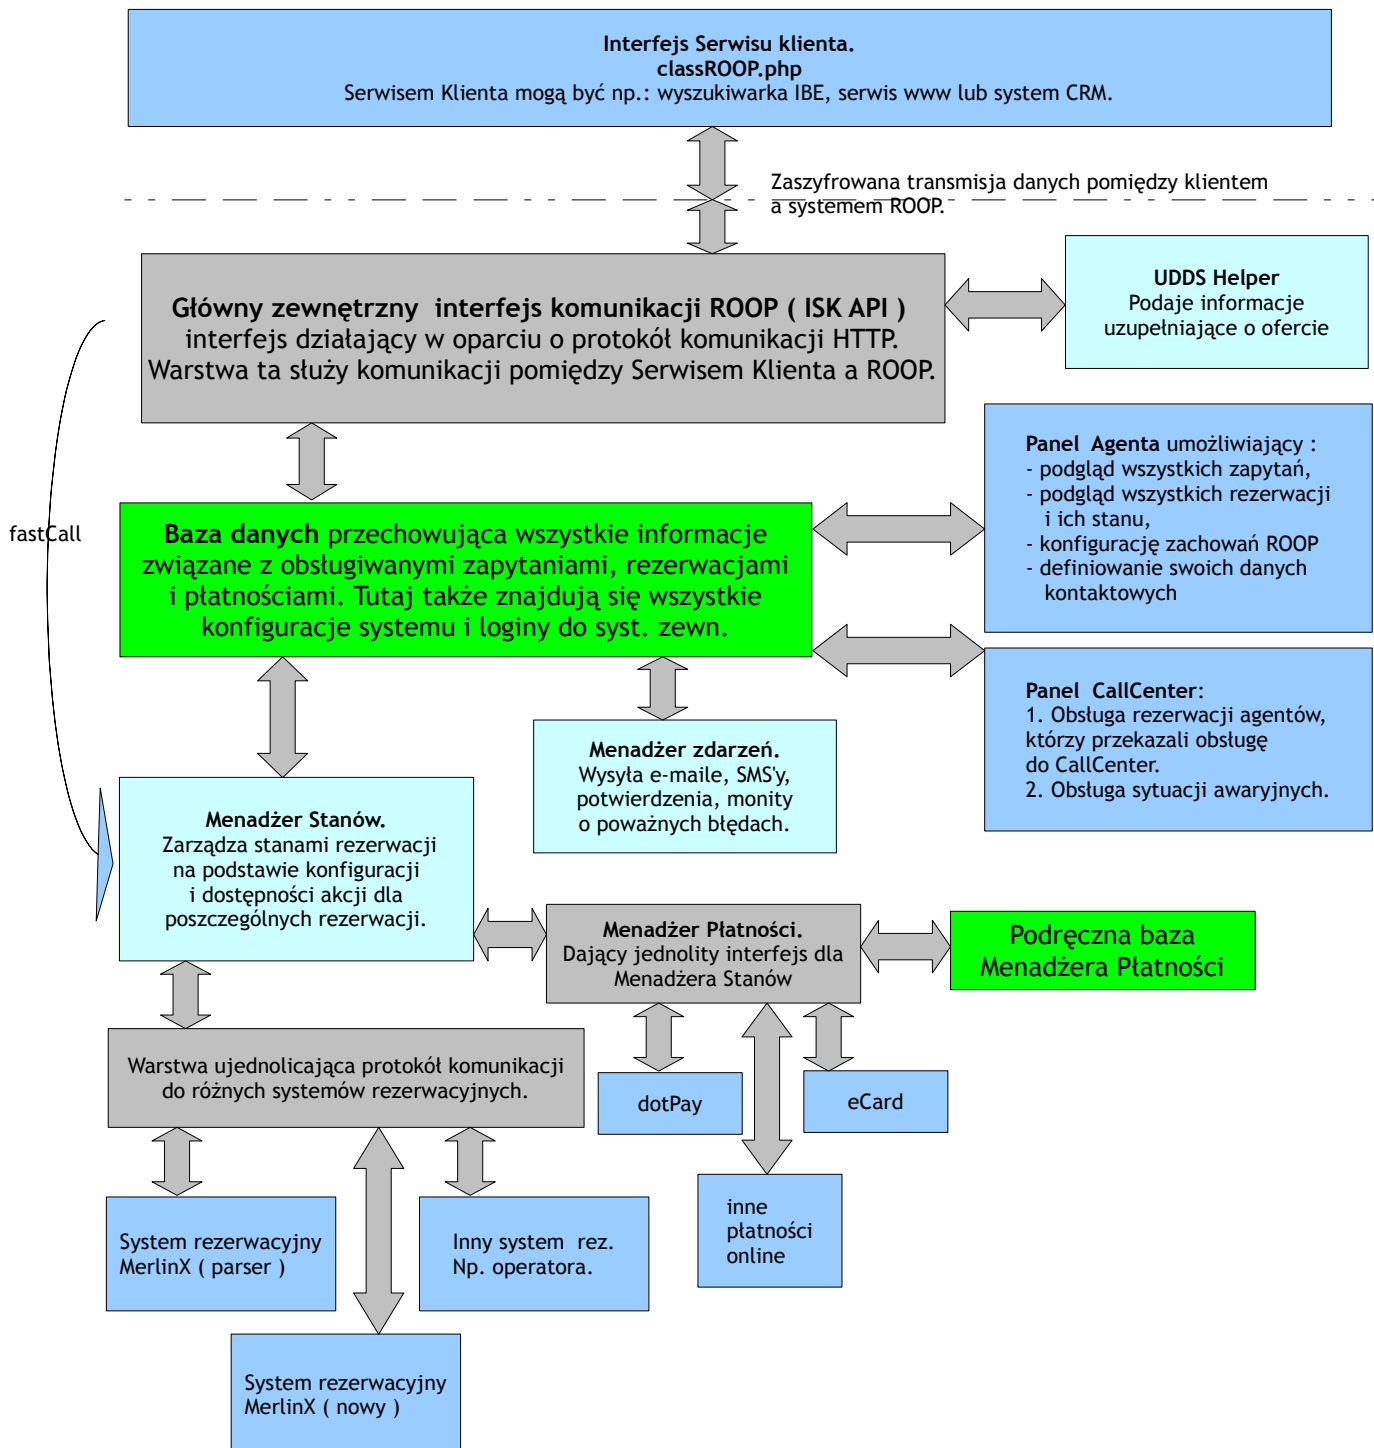 Interfejs Serwisu klienta.
classROOP.php
Serwisem Klienta mogą być np.: wyszukiwarka IBE, serwis www lub system CRM.
Zaszyfrowana transmisja danych pomiędzy klientem
a systemem ROOP.
UDDS Helper
Podaje informacje
uzupełniające o ofercie
Główny zewnętrzny  interfejs komunikacji ROOP ( ISK API )
interfejs działający w oparciu o protokół komunikacji HTTP.
Warstwa ta służy komunikacji pomiędzy Serwisem Klienta a ROOP.
Panel  Agenta umożliwiający :
- podgląd wszystkich zapytań,
- podgląd wszystkich rezerwacji
i ich stanu,
- konfigurację zachowań ROOP
- definiowanie swoich danych
kontaktowych
fastCall
Baza danych przechowująca wszystkie informacje
związane z obsługiwanymi zapytaniami, rezerwacjami
i płatnościami. Tutaj także znajdują się wszystkie
konfiguracje systemu i loginy do syst. zewn.
Panel  CallCenter:
1. Obsługa rezerwacji agentów,
którzy przekazali obsługę
do CallCenter.
2. Obsługa sytuacji awaryjnych.
Menadżer zdarzeń.
Wysyła e-maile, SMS'y,
potwierdzenia, monity
o poważnych błędach.
Menadżer Stanów.
Zarządza stanami rezerwacji
na podstawie konfiguracji
i dostępności akcji dla
poszczególnych rezerwacji.
Menadżer Płatności.
Dający jednolity interfejs dla
Menadżera Stanów
Podręczna baza
Menadżera Płatności
Warstwa ujednolicająca protokół komunikacji
do różnych systemów rezerwacyjnych.
dotPay
eCard
inne
płatności
online
System rezerwacyjny
MerlinX ( parser )
Inny system  rez.
Np. operatora.
System rezerwacyjny
MerlinX ( nowy )